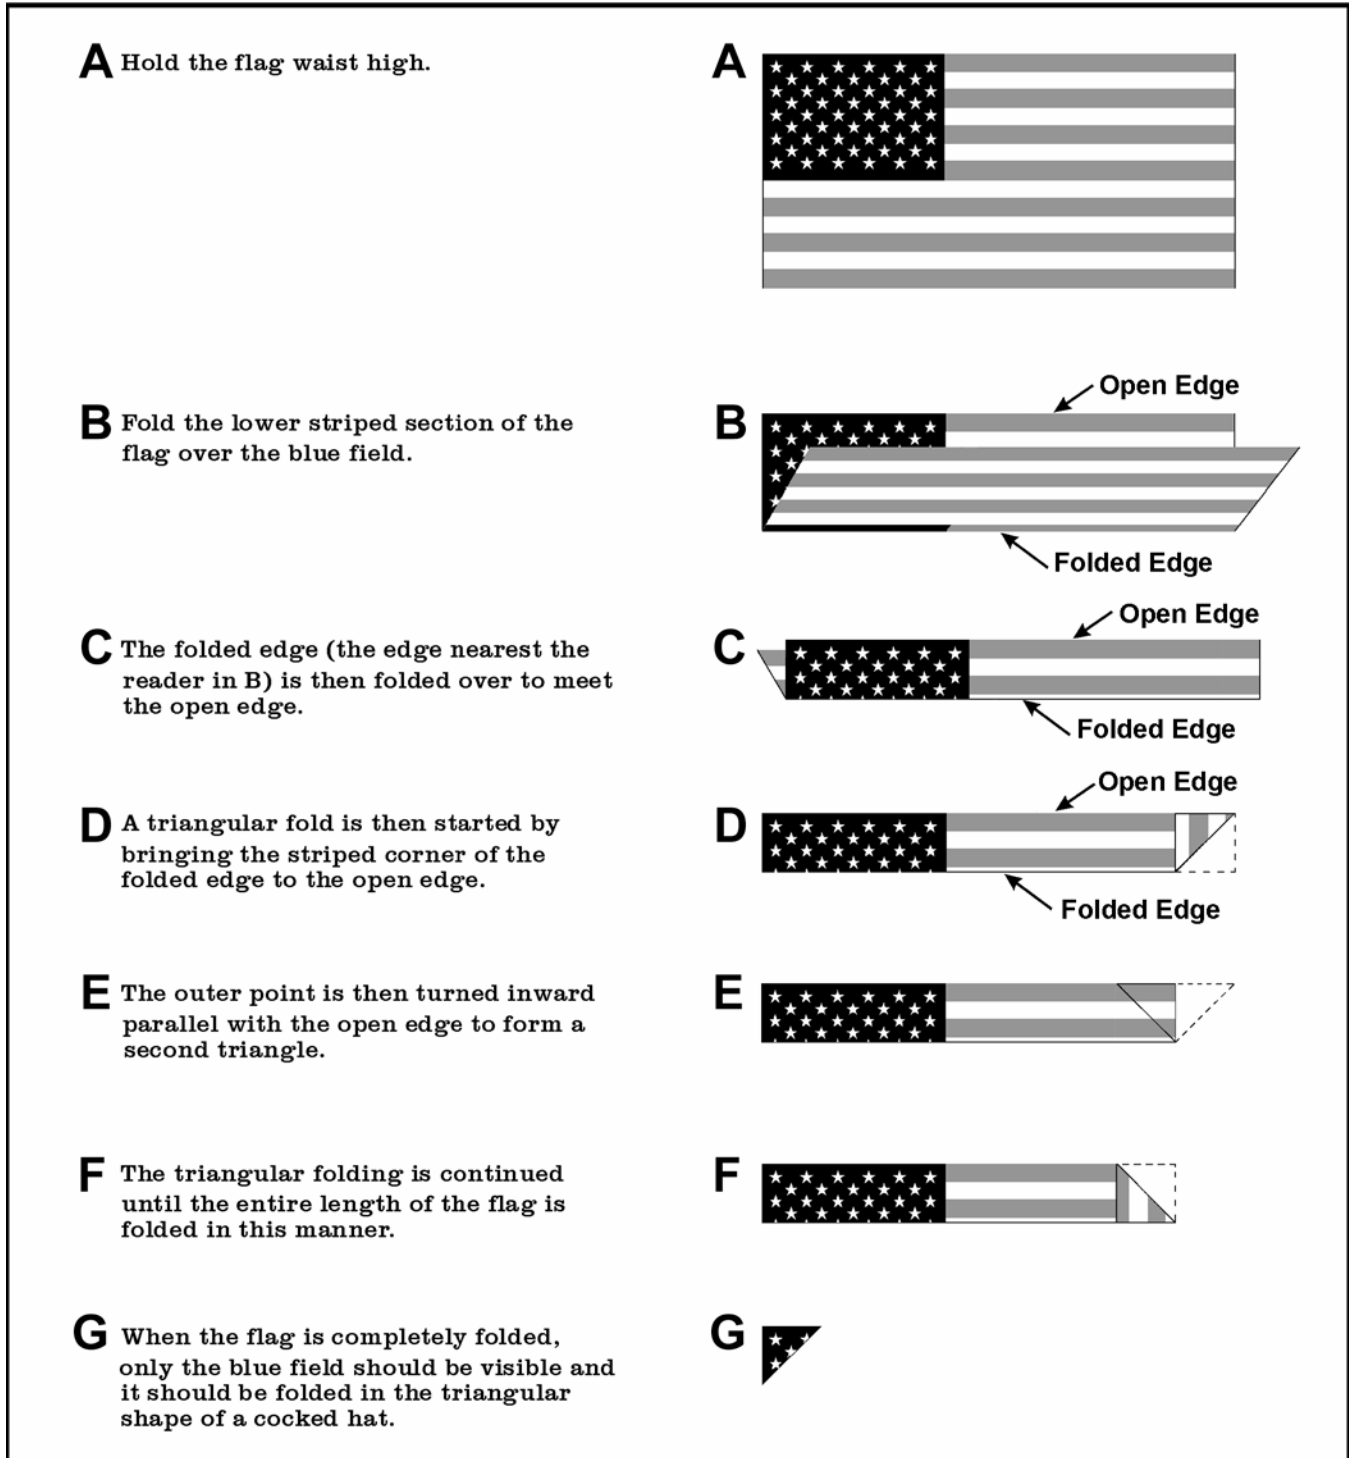 A Hold the flag waist high.
A
Open Edge
B Fold the lower striped section of the
flag over the blue field.
B
Folded Edge
Open Edge
C The folded edge (the edge nearest the
reader in B) is then folded over to meet
the open edge.
C
Folded Edge
Open Edge
D A triangular fold is then started by
bringing the striped corner of the
folded edge to the open edge.
D
Folded Edge
E The outer point is then turned inward
parallel with the open edge to form a
second triangle.
E
F The triangular folding is continued
until the entire length of the flag is
folded in this manner.
F
G When the flag is completely folded,
only the blue field should be visible and
it should be folded in the triangular
shape of a cocked hat.
G